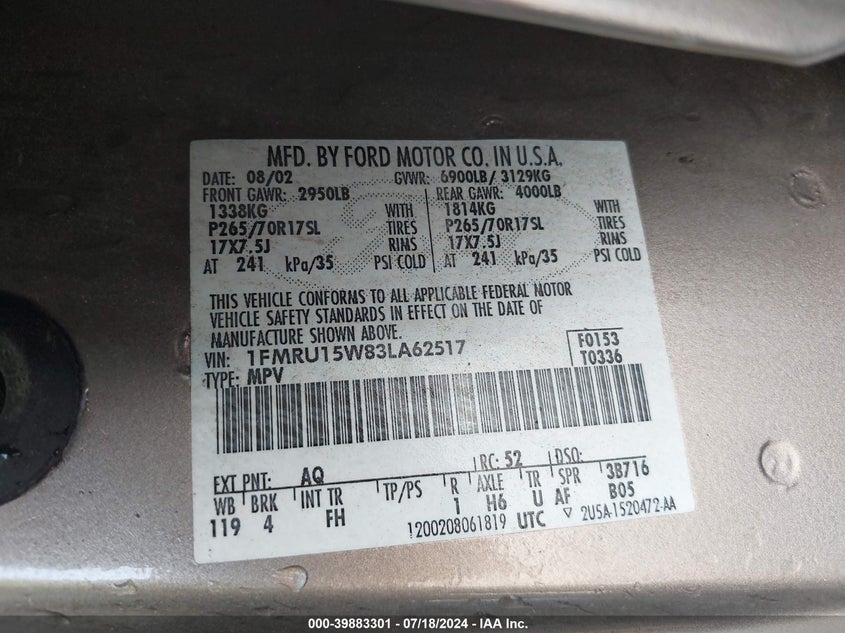 MFD. BY FORD MOTOR CO. IN U.S.A.
DATE: 08/02 GVWR: 6900LB/ 3129KG
FRONT GAWR: 2950LB REAR GAWR: 4000LB
1338KG WITH 1814KG WITH
P265/70R17SL TIRES P265/70R17SL TIRES
17X7.5J RIMS 17X7.5J RIMS
AT 241 kPa/35 PSI COLD AT 241 kPa/35 PSI COLD
THIS VEHICLE CONFORMS TO ALL APPLICABLE FEDERAL MOTOR
VEHICLE SAFETY STANDARDS IN EFFECT ON THE DATE OF
MANUFACTURE SHOWN ABOVE.
VIN: 1FMRU15W83LA62517 F0153
TYPE: MPV T0336
EXT PNT: AQ RC: 52 DSO:
WB BRK INT TR TP/PS R AXLE TR SPR 3B716
119 4 FH 1 H6 U AF B05
1200208061819 UTC ▽ 2U5A-1520472-AA
000-39883301 - 07/18/2024 - IAA Inc.